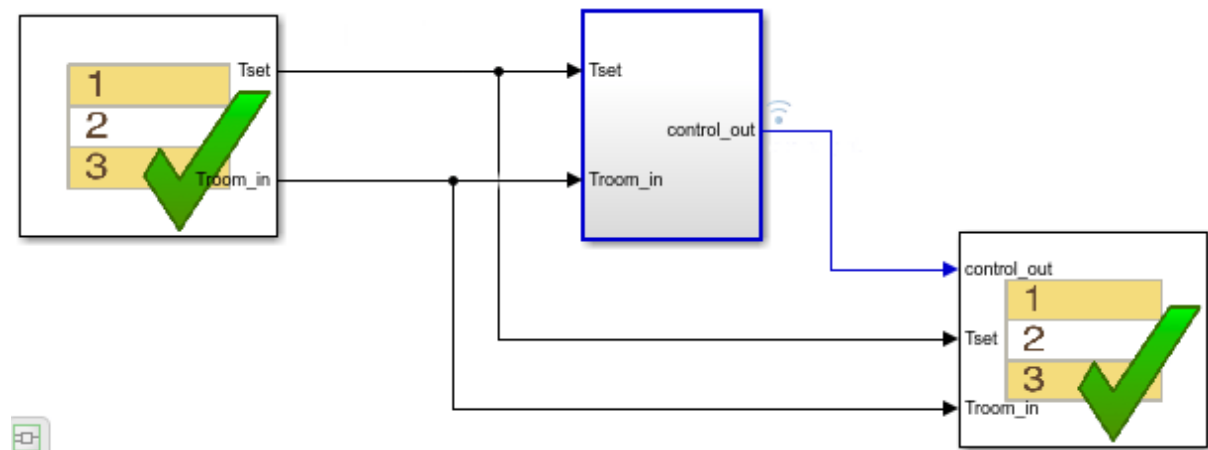 Tset
1
2
3
Troom_in
Tset
control_out
Troom_in
control_out
1
Tset
2
3
Troom_in